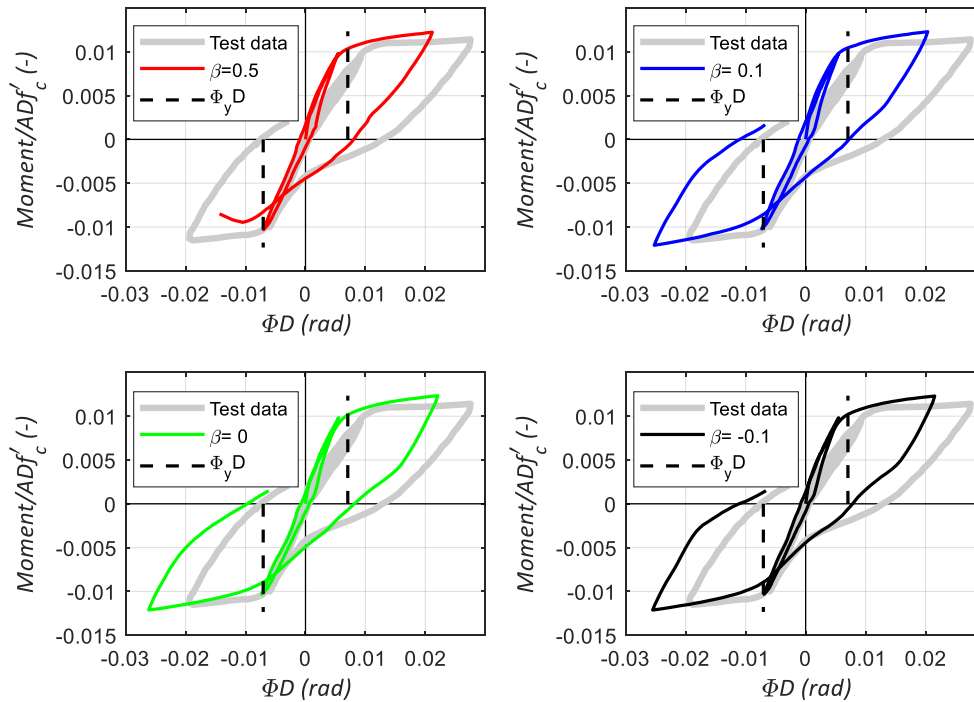 Moment/ADf′c (-)
0.01
0.005
0
-0.005
-0.01
-0.015
Test data
β=0.5
ΦyD
-0.03 -0.02 -0.01 0 0.01 0.02
ΦD (rad)
Moment/ADf′c (-)
0.01
0.005
0
-0.005
-0.01
-0.015
Test data
β= 0.1
ΦyD
-0.03 -0.02 -0.01 0 0.01 0.02
ΦD (rad)
Moment/ADf′c (-)
0.01
0.005
0
-0.005
-0.01
-0.015
Test data
β= 0
ΦyD
-0.03 -0.02 -0.01 0 0.01 0.02
ΦD (rad)
Moment/ADf′c (-)
0.01
0.005
0
-0.005
-0.01
-0.015
Test data
β= -0.1
ΦyD
-0.03 -0.02 -0.01 0 0.01 0.02
ΦD (rad)